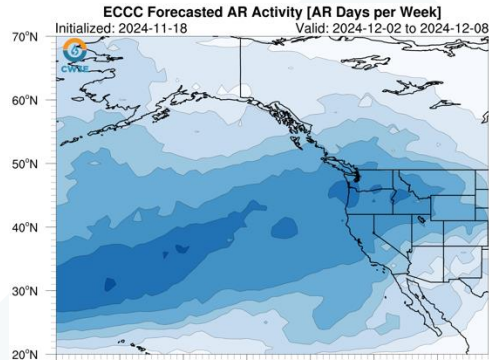 ECCC Forecasted AR Activity [AR Days per Week]
Initialized: 2024-11-18 Valid: 2024-12-02 to 2024-12-08
70°N
CW3E
60°N
50°N
40°N
30°N
20°N